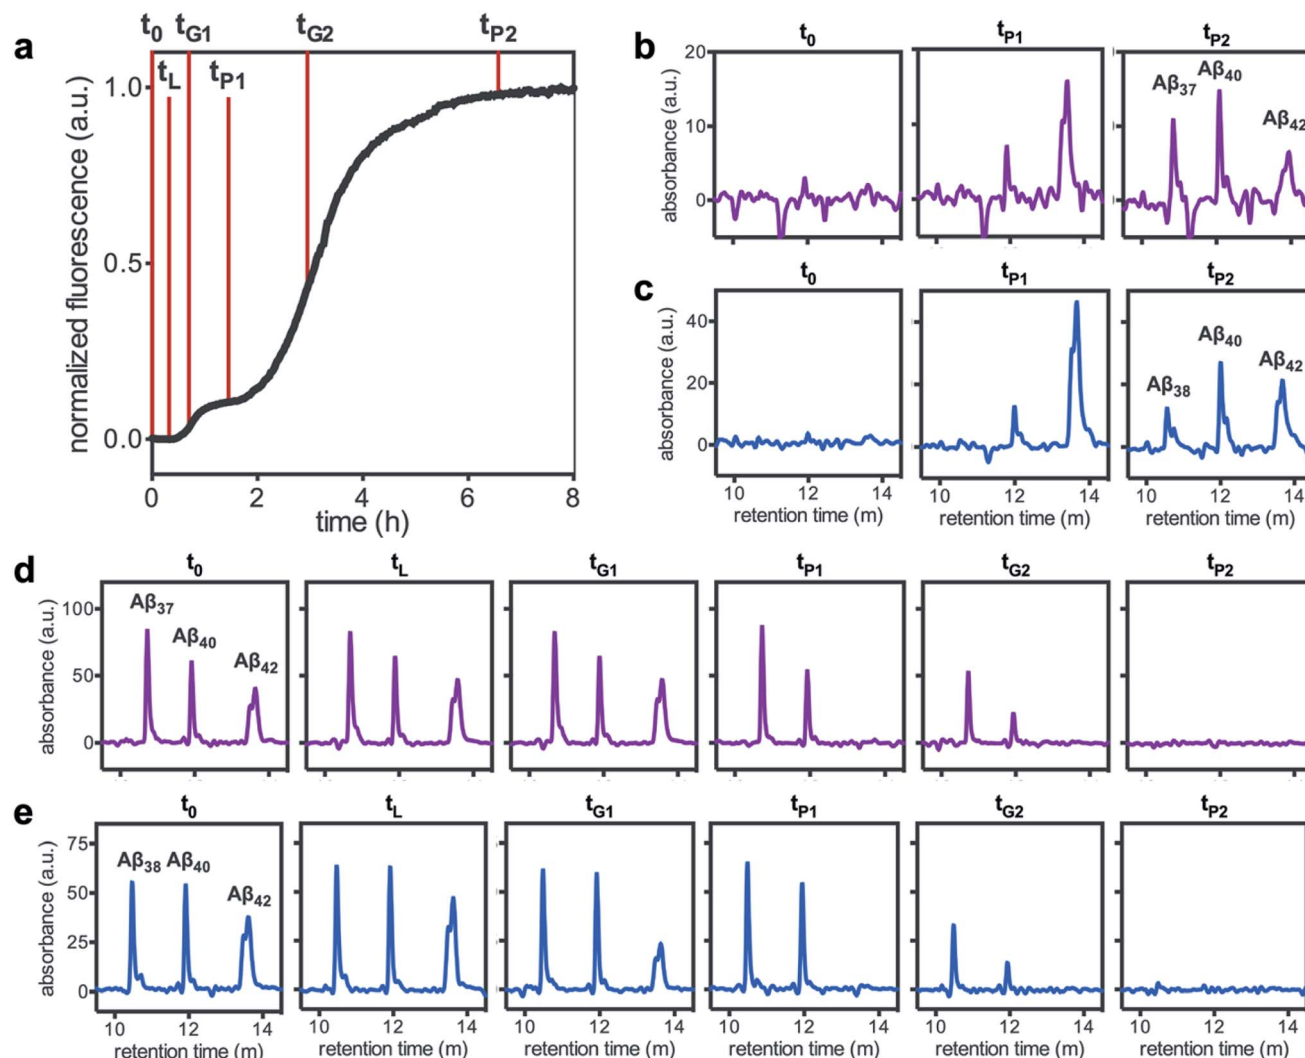 a
t0 tG1 tG2 tP2
tL tP1
normalized fluorescence (a.u.)
1.0
0.5
0.0
0 2 4 6 8
time (h)
b
t0 tP1 tP2
absorbance (a.u.)
20
10
0
Aβ37 Aβ40 Aβ42
c
t0 tP1 tP2
absorbance (a.u.)
40
20
0
Aβ38 Aβ40 Aβ42
10 12 14 10 12 14 10 12 14
retention time (m) retention time (m) retention time (m)
d
t0 tL tG1 tP1 tG2 tP2
absorbance (a.u.)
100
50
0
Aβ37 Aβ40 Aβ42
e
t0 tL tG1 tP1 tG2 tP2
absorbance (a.u.)
75
50
25
0
Aβ38 Aβ40 Aβ42
10 12 14 10 12 14 10 12 14 10 12 14 10 12 14 10 12 14
retention time (m) retention time (m) retention time (m) retention time (m) retention time (m) retention time (m)